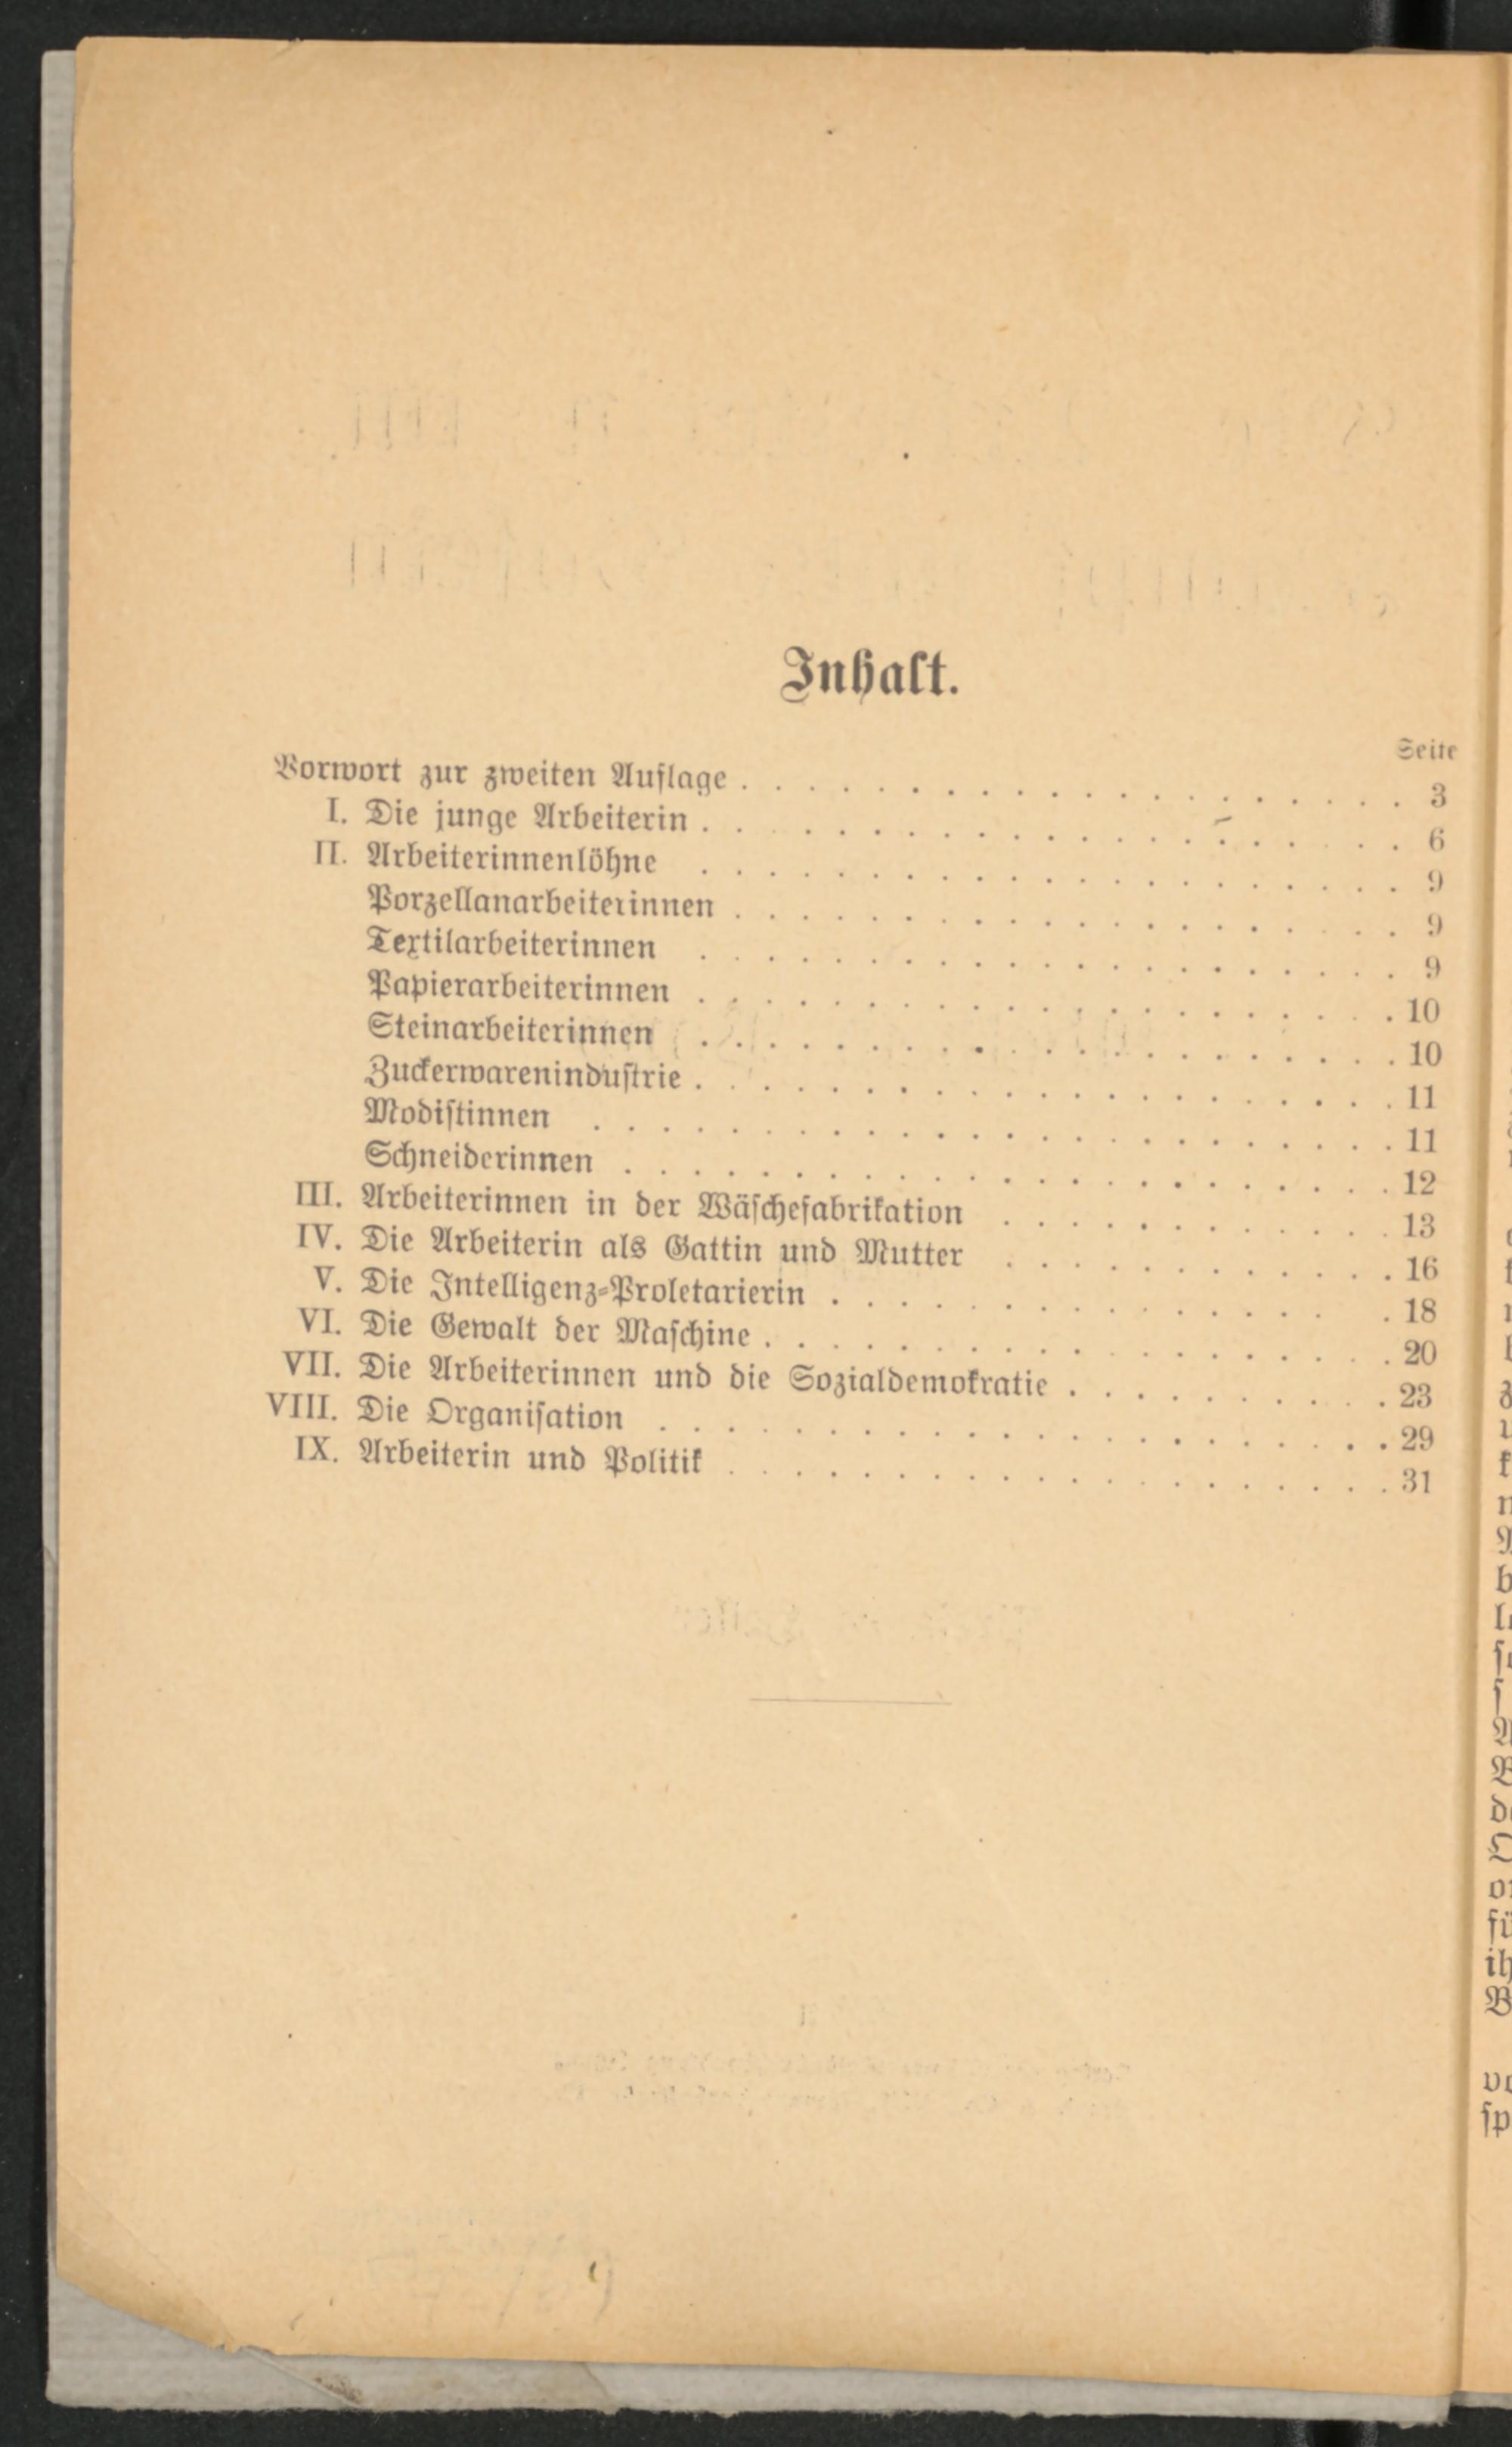 Inhalt.
Seite
Vorwort zur zweiten Auflage . . . . . . . . . . . . . . . . . . . . 3
I. Die junge Arbeiterin . . . . . . . . . . . . . . . . . . . . . 6
II. Arbeiterinnenlöhne . . . . . . . . . . . . . . . . . . . . . 9
Porzellanarbeiterinnen . . . . . . . . . . . . . . . . . . . . 9
Textilarbeiterinnen . . . . . . . . . . . . . . . . . . . . . 9
Papierarbeiterinnen . . . . . . . . . . . . . . . . . . . . . 10
Steinarbeiterinnen . . . . . . . . . . . . . . . . . . . . . 10
Zuckerwarenindustrie . . . . . . . . . . . . . . . . . . . . . 11
Modistinnen . . . . . . . . . . . . . . . . . . . . . . . . 11
Schneiderinnen . . . . . . . . . . . . . . . . . . . . . . . 12
III. Arbeiterinnen in der Wäschefabrikation . . . . . . . . . . . . 13
IV. Die Arbeiterin als Gattin und Mutter . . . . . . . . . . . . 16
V. Die Intelligenz-Proletarierin . . . . . . . . . . . . . . . . 18
VI. Die Gewalt der Maschine . . . . . . . . . . . . . . . . . . . 20
VII. Die Arbeiterinnen und die Sozialdemokratie . . . . . . . . . . 23
VIII. Die Organisation . . . . . . . . . . . . . . . . . . . . . . 29
IX. Arbeiterin und Politik . . . . . . . . . . . . . . . . . . . . 31